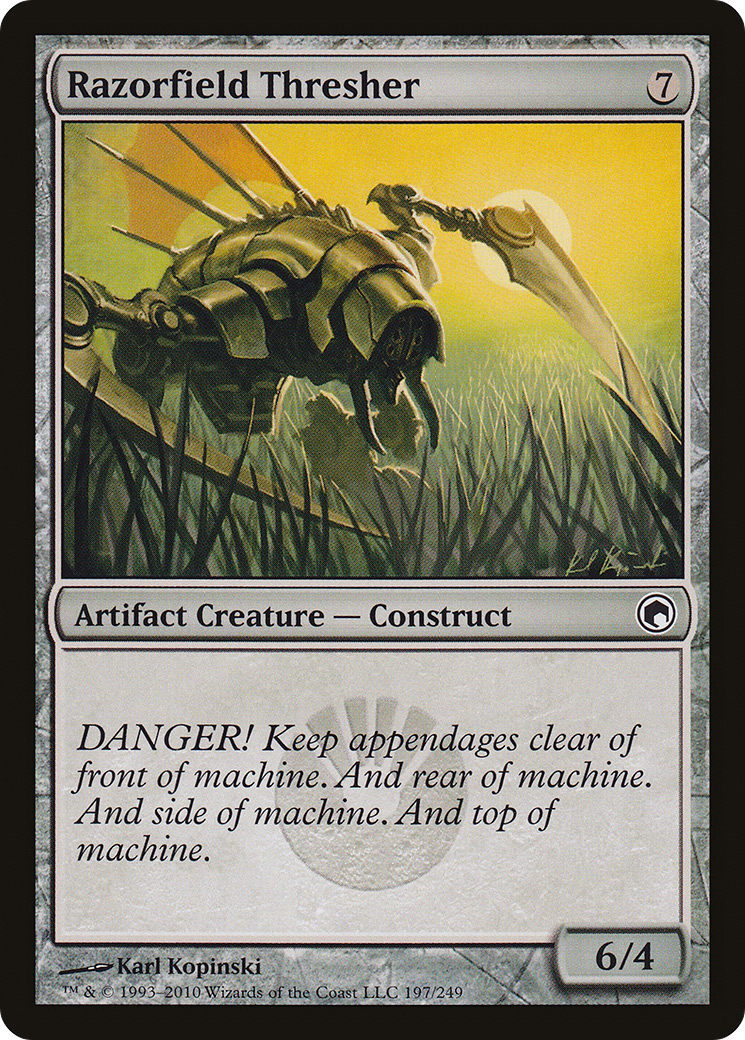 Razorfield Thresher
7
Artifact Creature — Construct
DANGER! Keep appendages clear of
front of machine. And rear of machine.
And side of machine. And top of
machine.
6/4
Karl Kopinski
™ & © 1993–2010 Wizards of the Coast LLC 197/249